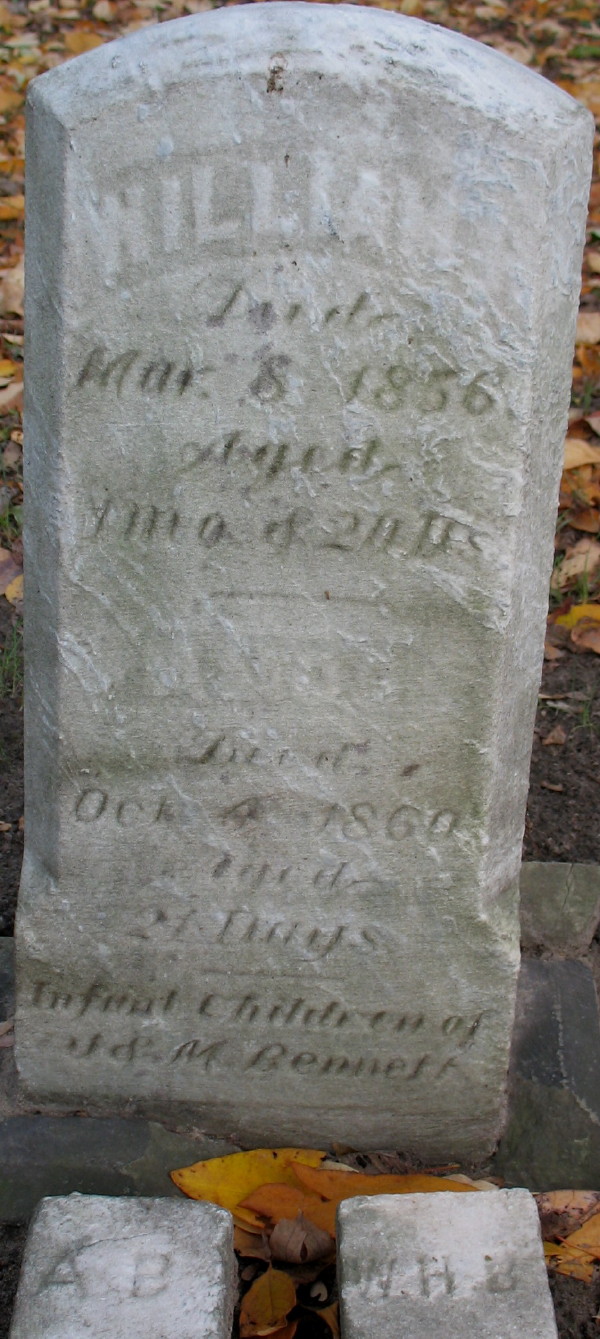 WILLIAM
Died
Mar. 8 1856.
Aged
1 Mo. & 20 Ds
Died
Oct. 4 1860
Aged
21 Days
Infant Children of
J & M. Bennett
A B
W H B